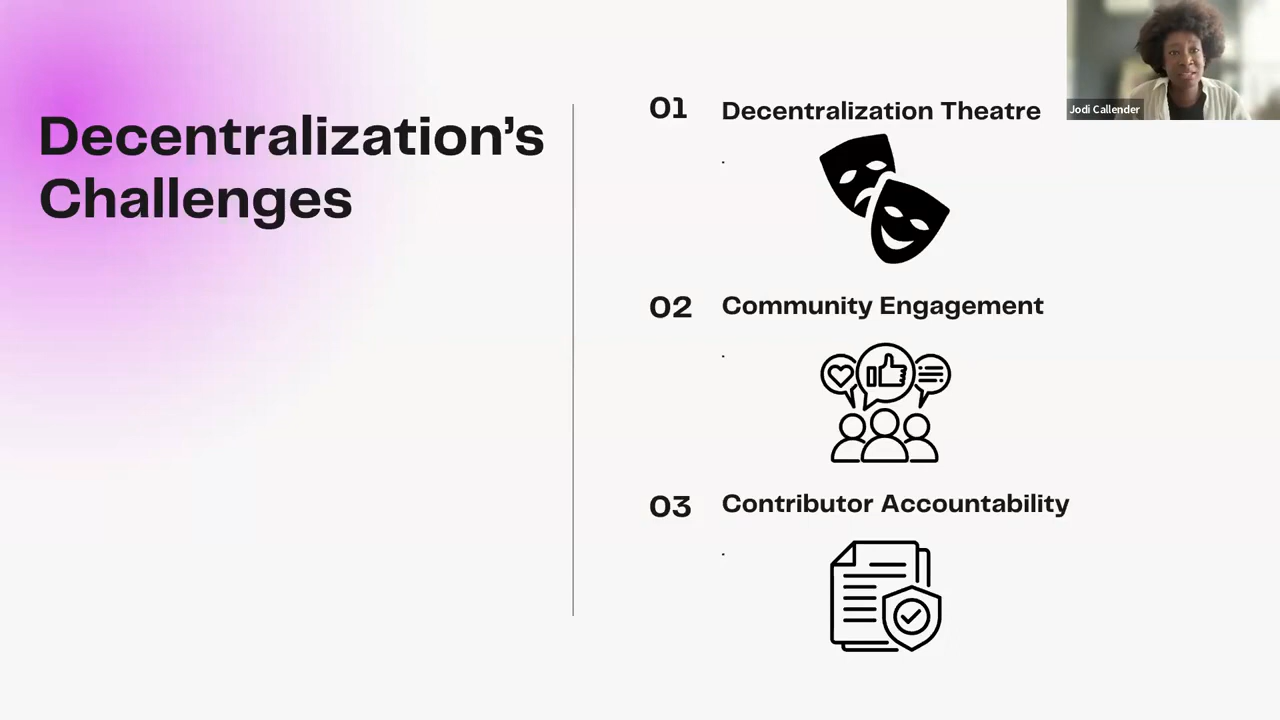 Decentralization’s
Challenges
01
Decentralization Theatre
.
02
Community Engagement
.
03
Contributor Accountability
.
Jodi Callender